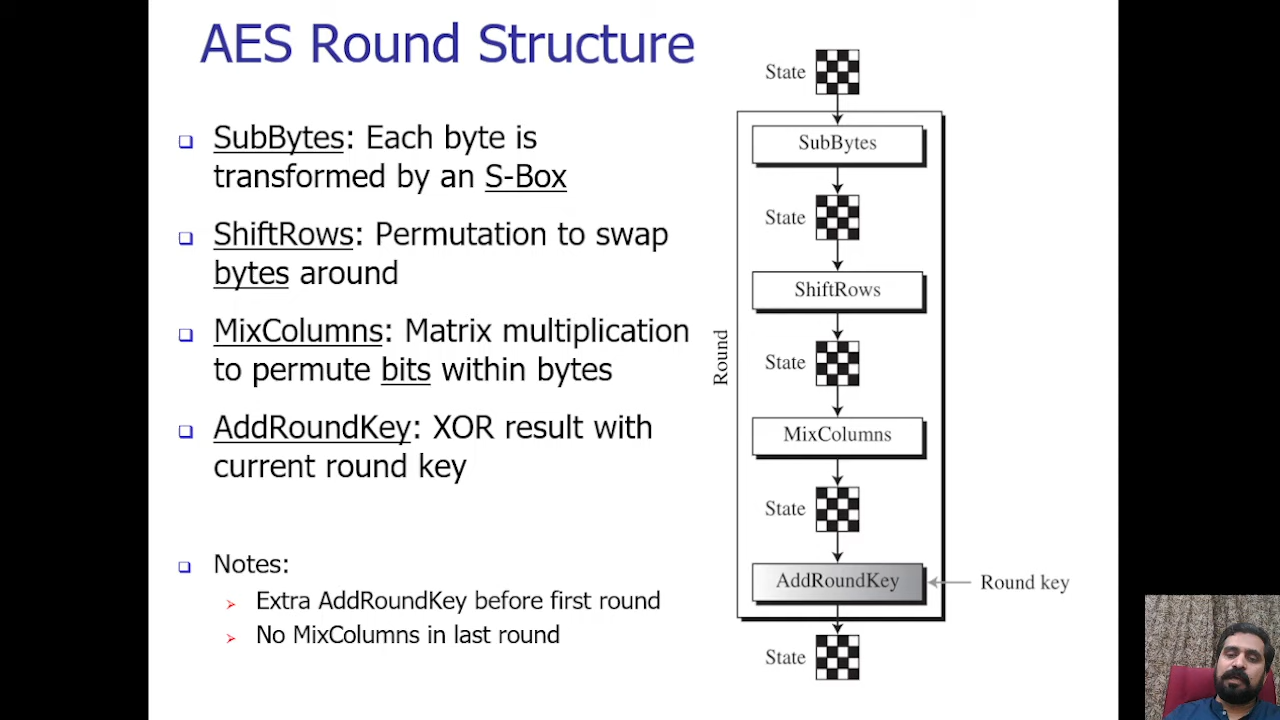 AES Round Structure
SubBytes: Each byte is
transformed by an S-Box
ShiftRows: Permutation to swap
bytes around
MixColumns: Matrix multiplication
to permute bits within bytes
AddRoundKey: XOR result with
current round key
Notes:
Extra AddRoundKey before first round
No MixColumns in last round
State
SubBytes
State
ShiftRows
State
Round
MixColumns
State
AddRoundKey
Round key
State